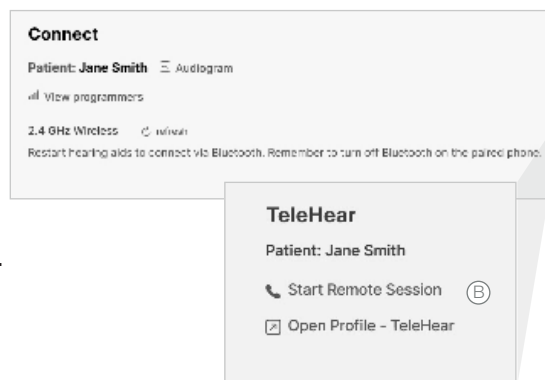 Connect
Patient: Jane Smith Audiogram
View programmers
2.4 GHz Wireless refresh
Restart hearing aids to connect via Bluetooth. Remember to turn off Bluetooth on the paired phone.
TeleHear
Patient: Jane Smith
Start Remote Session B
Open Profile - TeleHear
.